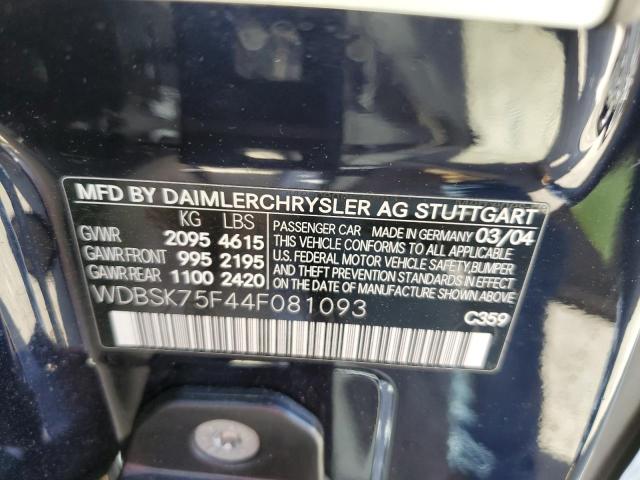 MFD BY DAIMLERCHRYSLER AG STUTTGART
KG LBS
GVWR 2095 4615
GAWR FRONT 995 2195
GAWR REAR 1100 2420
PASSENGER CAR MADE IN GERMANY 03/04
THIS VEHICLE CONFORMS TO ALL APPLICABLE
U.S. FEDERAL MOTOR VEHICLE SAFETY, BUMPER
AND THEFT PREVENTION STANDARDS IN EFFECT
ON THE DATE OF MANUFACTURE SHOWN ABOVE
WDBSK75F44F081093
C359